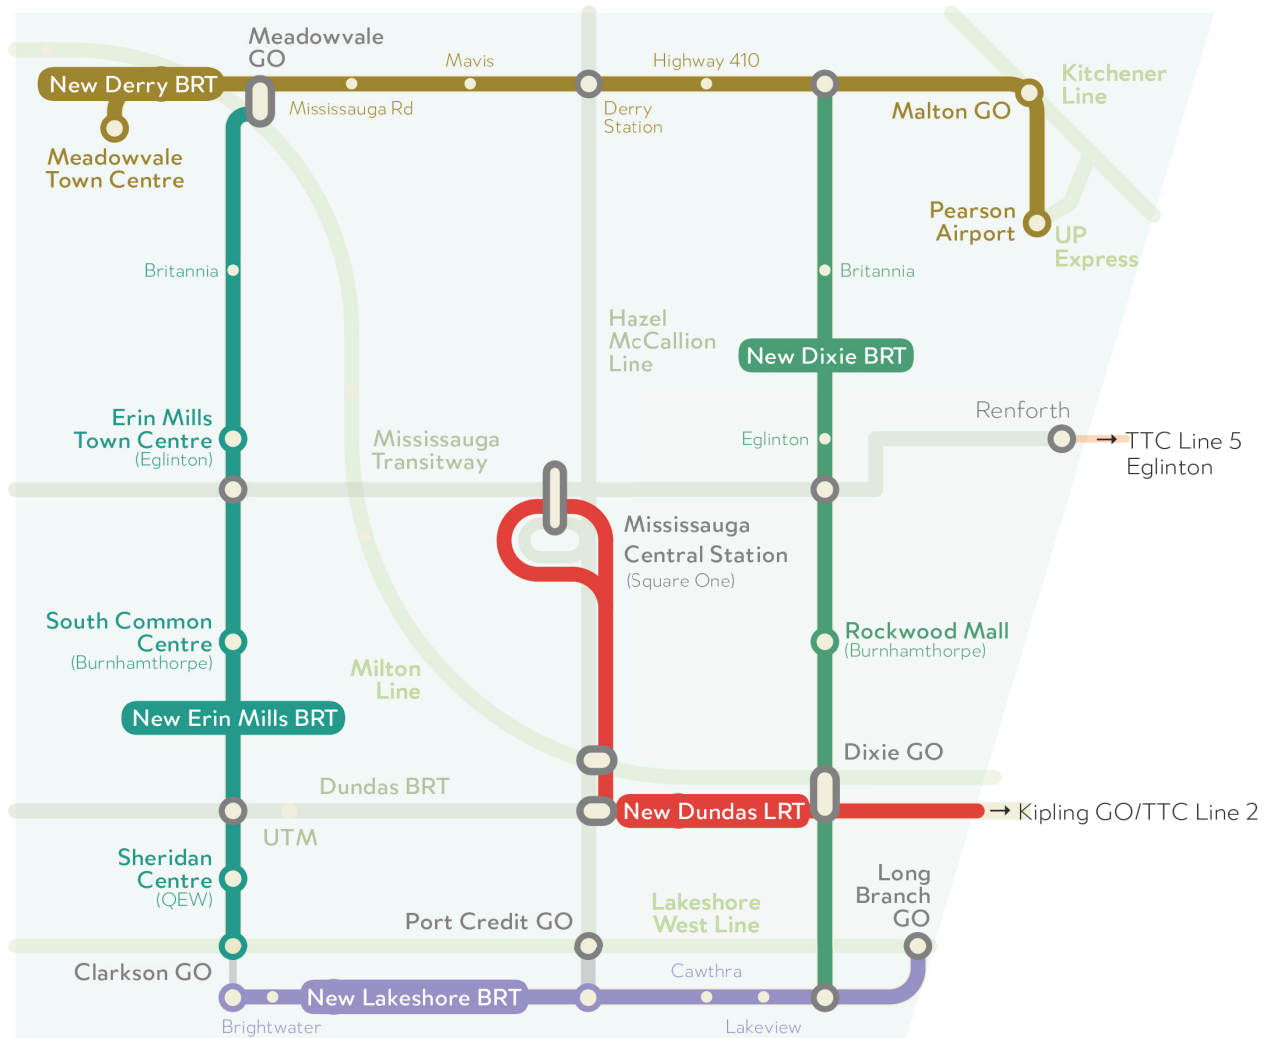 Meadowvale
GO
New Derry BRT
Mavis
Highway 410
Kitchener
Line
Mississauga Rd
Derry
Station
Malton GO
Meadowvale
Town Centre
Pearson
Airport
UP
Express
Britannia
Britannia
Hazel
McCallion
Line
New Dixie BRT
Erin Mills
Town Centre
(Eglinton)
Mississauga
Transitway
Eglinton
Renforth
→ TTC Line 5
Eglinton
Mississauga
Central Station
(Square One)
South Common
Centre
(Burnhamthorpe)
Rockwood Mall
(Burnhamthorpe)
Milton
Line
New Erin Mills BRT
Dixie GO
Dundas BRT
New Dundas LRT
→ Kipling GO/TTC Line 2
UTM
Sheridan
Centre
(QEW)
Long
Branch
GO
Lakeshore
West Line
Port Credit GO
Clarkson GO
Cawthra
New Lakeshore BRT
Brightwater
Lakeview